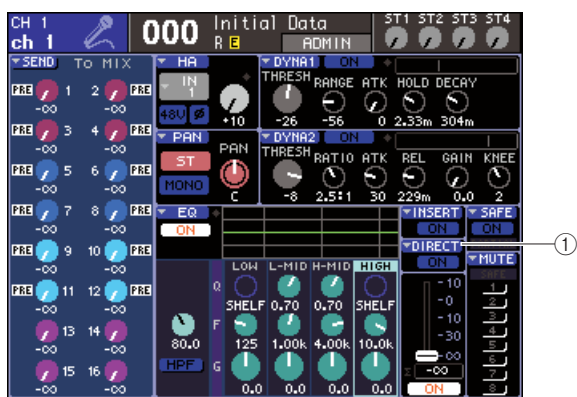 CH 1
ch 1
000
Initial Data
R E
ADMIN
ST1 ST2 ST3 ST4
SEND To MIX
PRE 1 2 PRE
-∞ -∞
PRE 3 4 PRE
-∞ -∞
PRE 5 6 PRE
-∞ -∞
PRE 7 8 PRE
-∞ -∞
PRE 9 10 PRE
-∞ -∞
PRE 11 12 PRE
-∞ -∞
13 14
-∞ -∞
15 16
-∞ -∞
HA
IN
1
48V Ø
+10
DYNA1 ON
THRESH RANGE ATK HOLD DECAY
-26 -56 0 2.33m 304m
PAN
ST
MONO
PAN
C
DYNA2 ON
THRESH RATIO ATK REL GAIN KNEE
-8 2.5:1 30 229m 0.0 2
EQ
ON
LOW L-MID H-MID HIGH
Q
SHELF 0.70 0.70 SHELF
F
80.0
125 1.00k 4.00k 10.0k
HPF
G
0.0 0.0 0.0 0.0
INSERT
ON
DIRECT
ON
-10
-0
-10
-30
-∞
Σ -∞
ON
SAFE
ON
MUTE
SAFE
1
2
3
4
5
6
7
8
①